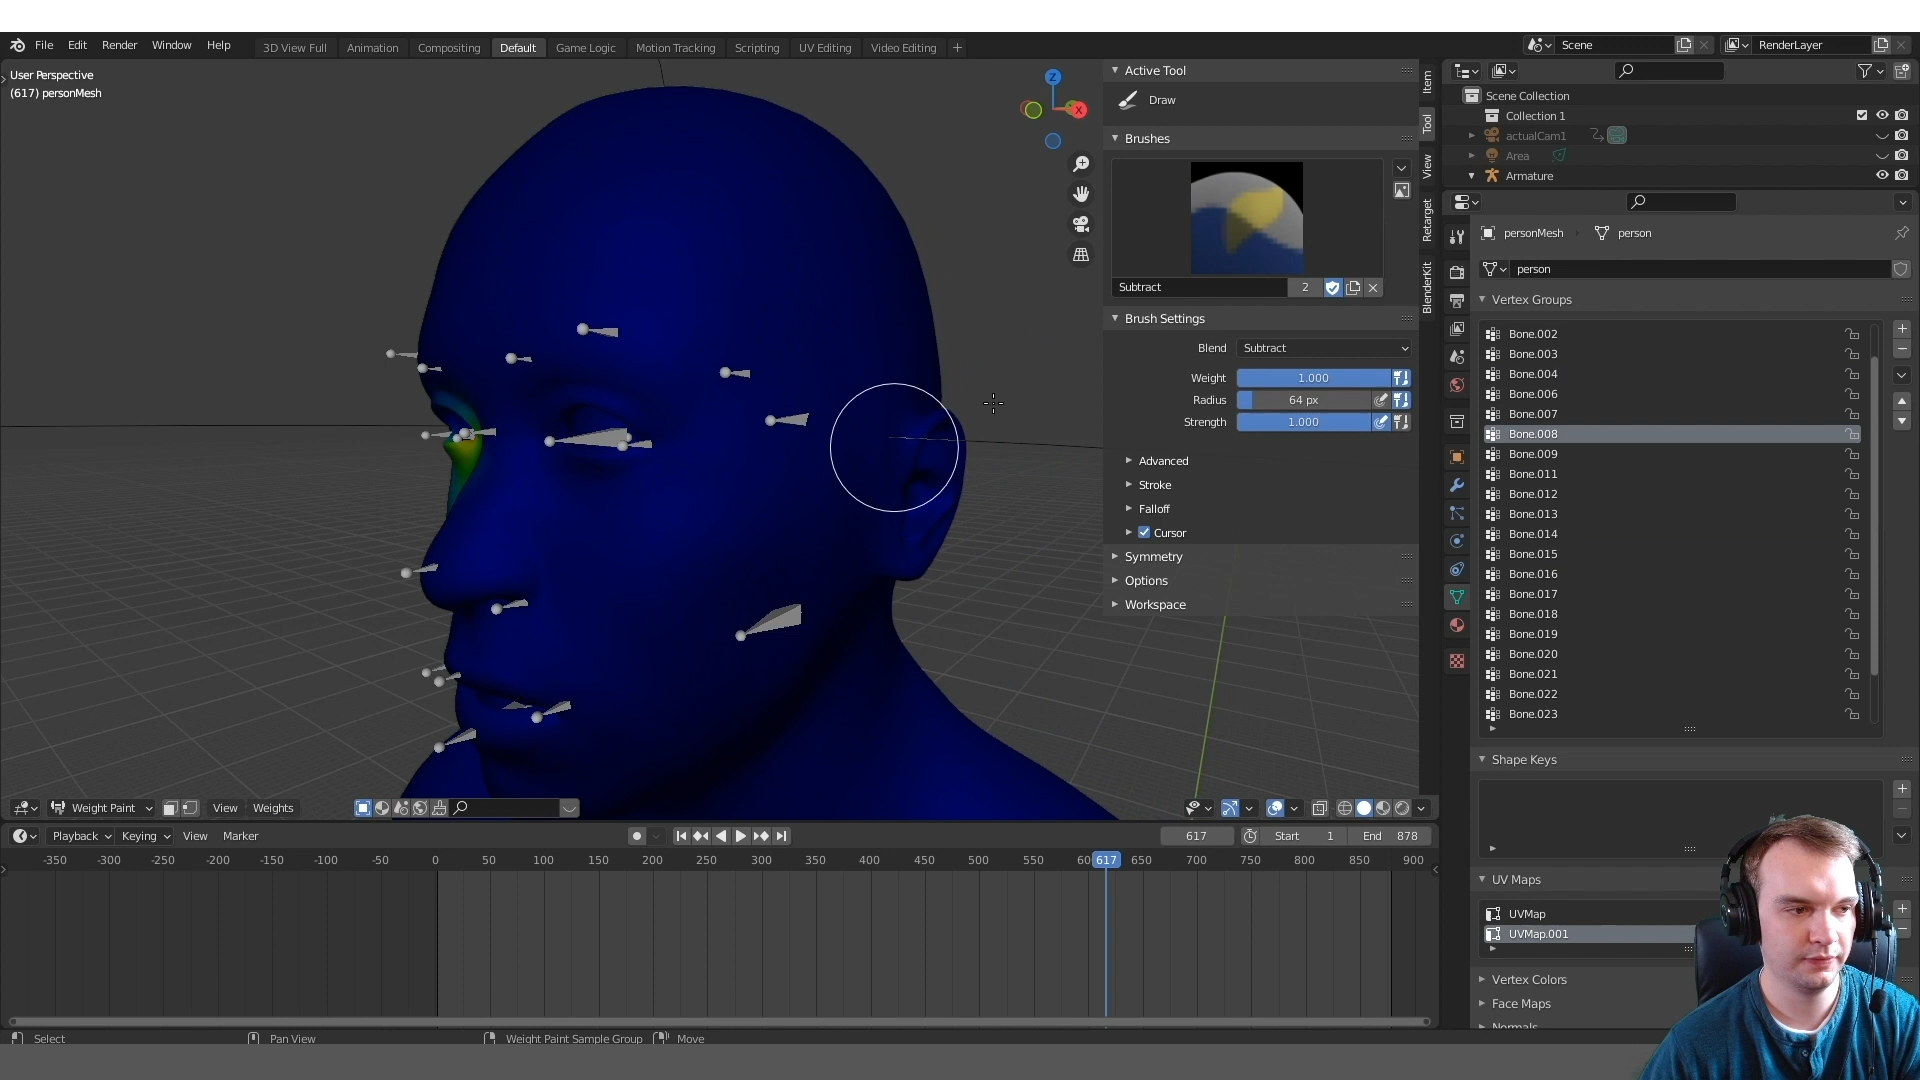 File Edit Render Window Help
3D View Full Animation Compositing Default Game Logic Motion Tracking Scripting UV Editing Video Editing +
Scene
RenderLayer
User Perspective
(617) personMesh
Z
X
Active Tool
Draw
Brushes
Subtract 2
Brush Settings
Blend Subtract
Weight 1.000
Radius 64 px
Strength 1.000
Advanced
Stroke
Falloff
Cursor
Symmetry
Options
Workspace
Item
Tool
View
Retarget
BlenderKit
Scene Collection
Collection 1
actualCam1
Area
Armature
personMesh person
person
Vertex Groups
Bone.002
Bone.003
Bone.004
Bone.006
Bone.007
Bone.008
Bone.009
Bone.011
Bone.012
Bone.013
Bone.014
Bone.015
Bone.016
Bone.017
Bone.018
Bone.019
Bone.020
Bone.021
Bone.022
Bone.023
Shape Keys
UV Maps
UVMap
UVMap.001
Vertex Colors
Face Maps
Normals
Weight Paint View Weights
Playback Keying View Marker
617 Start 1 End 878
-350 -300 -250 -200 -150 -100 -50 0 50 100 150 200 250 300 350 400 450 500 550 60 617 650 700 750 800 850 900
Select Pan View Weight Paint Sample Group Move